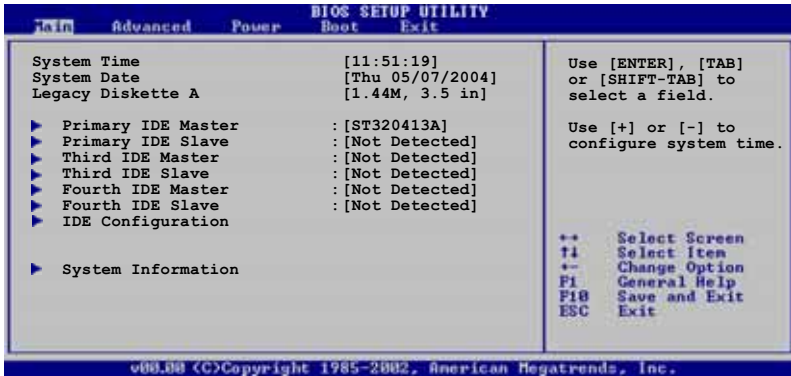 BIOS SETUP UTILITY
Main Advanced Power Boot Exit
System Time [11:51:19]
System Date [Thu 05/07/2004]
Legacy Diskette A [1.44M, 3.5 in]
Primary IDE Master :[ST320413A]
Primary IDE Slave :[Not Detected]
Third IDE Master :[Not Detected]
Third IDE Slave :[Not Detected]
Fourth IDE Master :[Not Detected]
Fourth IDE Slave :[Not Detected]
IDE Configuration
System Information
Use [ENTER], [TAB]
or [SHIFT-TAB] to
select a field.
Use [+] or [-] to
configure system time.
←→ Select Screen
↑↓ Select Item
+- Change Option
F1 General Help
F10 Save and Exit
ESC Exit
v00.00 (C)Copyright 1985-2002, American Megatrends, Inc.